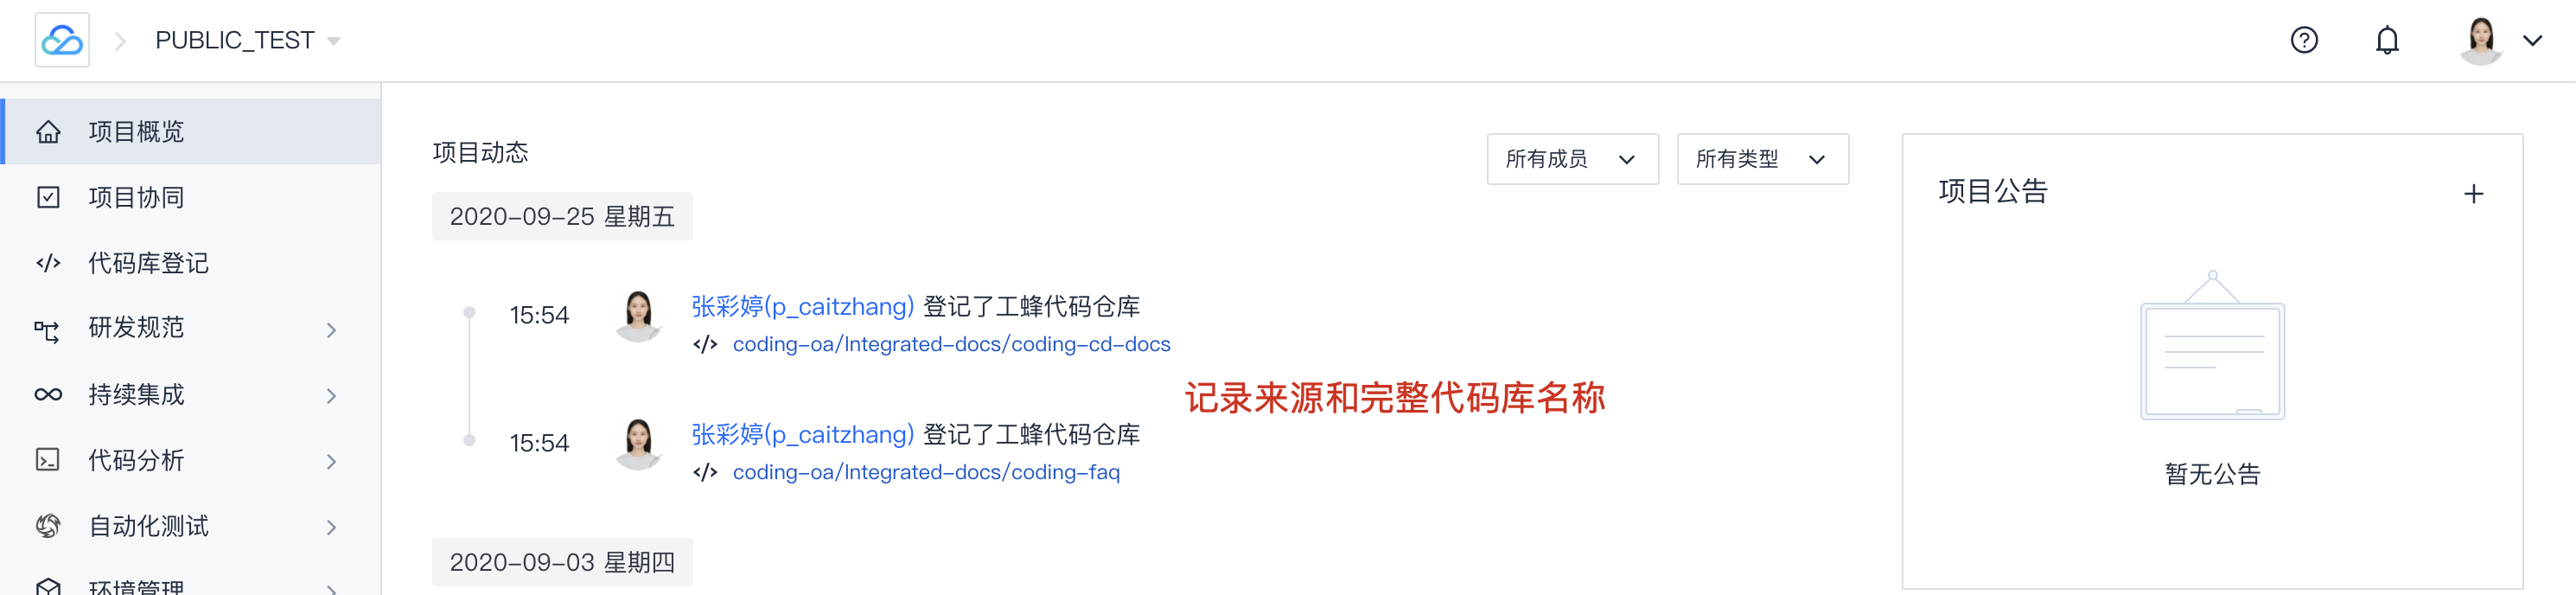 PUBLIC_TEST
项目概览
项目协同
代码库登记
研发规范
持续集成
代码分析
自动化测试
环境管理
项目动态
所有成员
所有类型
2020-09-25 星期五
15:54
张彩婷(p_caitzhang) 登记了工蜂代码仓库
</> coding-oa/Integrated-docs/coding-cd-docs
记录来源和完整代码库名称
15:54
张彩婷(p_caitzhang) 登记了工蜂代码仓库
</> coding-oa/Integrated-docs/coding-faq
2020-09-03 星期四
项目公告
暂无公告